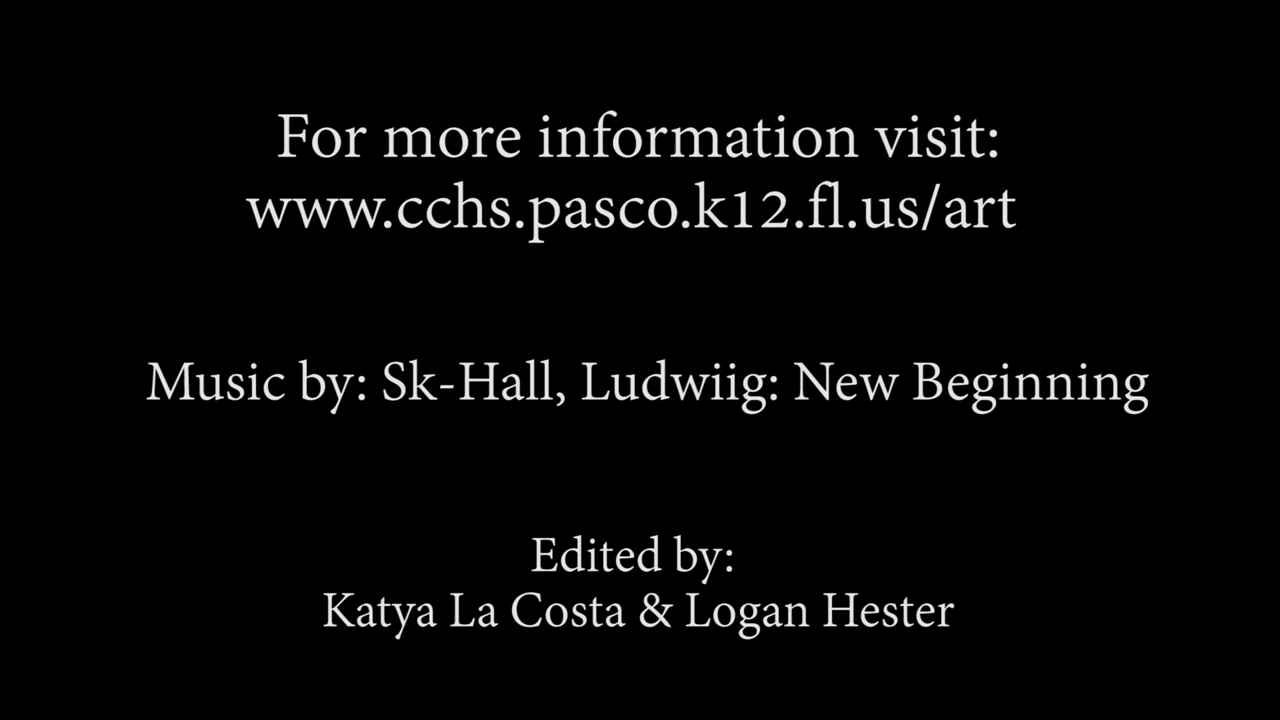 For more information visit:
www.cchs.pasco.k12.fl.us/art
Music by: Sk-Hall, Ludwiig: New Beginning
Edited by:
Katya La Costa & Logan Hester